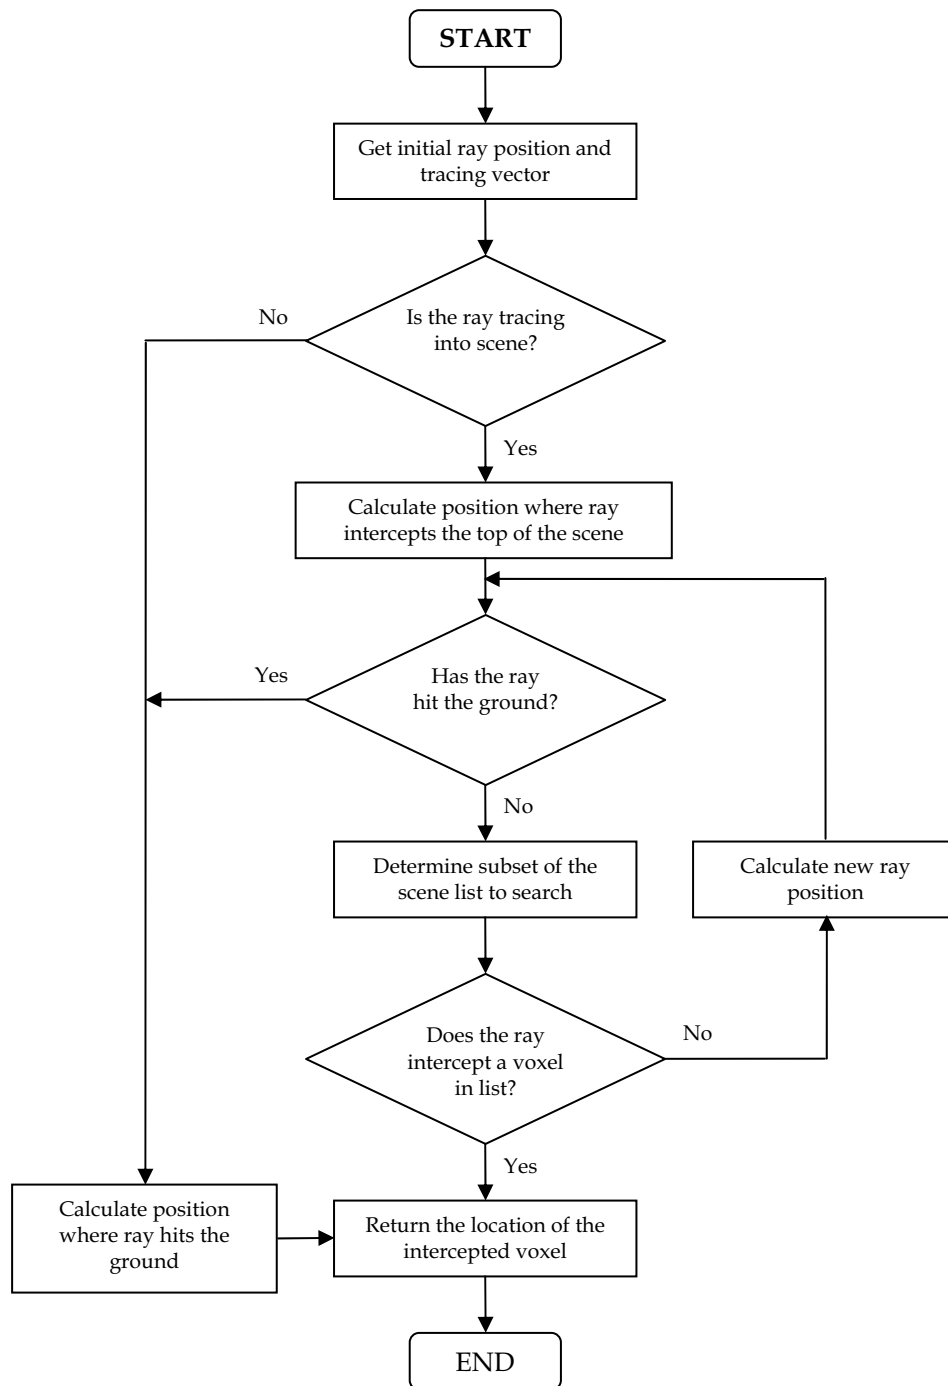 START
Get initial ray position and
tracing vector
No
Is the ray tracing
into scene?
Yes
Calculate position where ray
intercepts the top of the scene
Yes
Has the ray
hit the ground?
No
Determine subset of the
scene list to search
Calculate new ray
position
Does the ray
intercept a voxel
in list?
No
Yes
Calculate position
where ray hits the
ground
Return the location of the
intercepted voxel
END